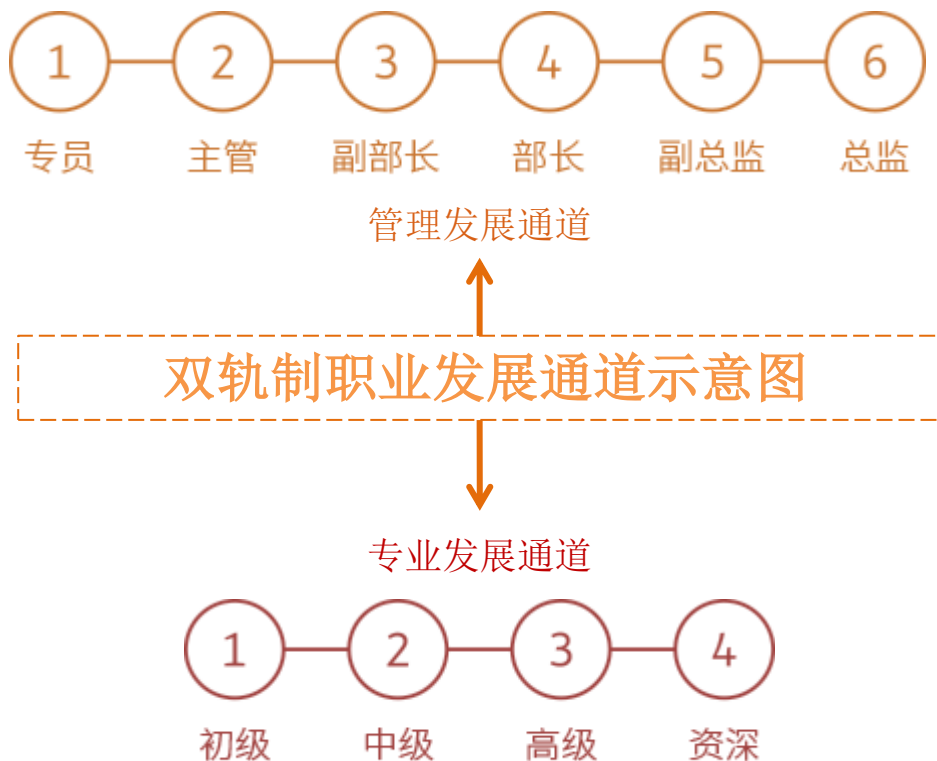 1 2 3 4 5 6
专员 主管 副部长 部长 副总监 总监
管理发展通道
双轨制职业发展通道示意图
专业发展通道
1 2 3 4
初级 中级 高级 资深